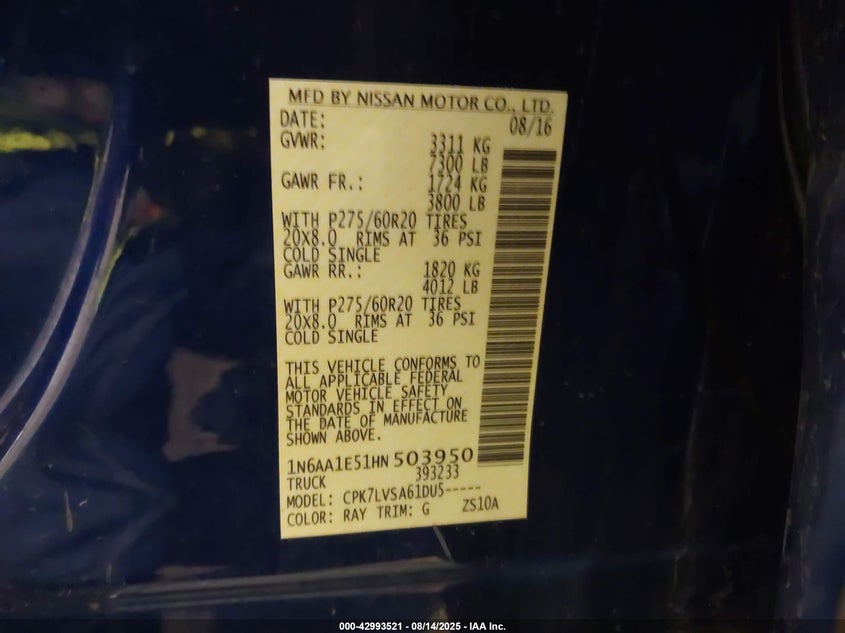 MFD BY NISSAN MOTOR CO., LTD.
DATE: 08/16
GVWR: 3311 KG
7300 LB
GAWR FR.: 1724 KG
3800 LB
WITH P275/60R20 TIRES
20X8.0 RIMS AT 36 PSI
COLD SINGLE
GAWR RR.: 1820 KG
4012 LB
WITH P275/60R20 TIRES
20X8.0 RIMS AT 36 PSI
COLD SINGLE
THIS VEHICLE CONFORMS TO
ALL APPLICABLE FEDERAL
MOTOR VEHICLE SAFETY
STANDARDS IN EFFECT ON
THE DATE OF MANUFACTURE
SHOWN ABOVE.
1N6AA1E51HN 503950
TRUCK 393233
MODEL: CPK7LVSA61DU5-----
COLOR: RAY TRIM: G ZS10A
000-42993521 - 08/14/2025 - IAA Inc.